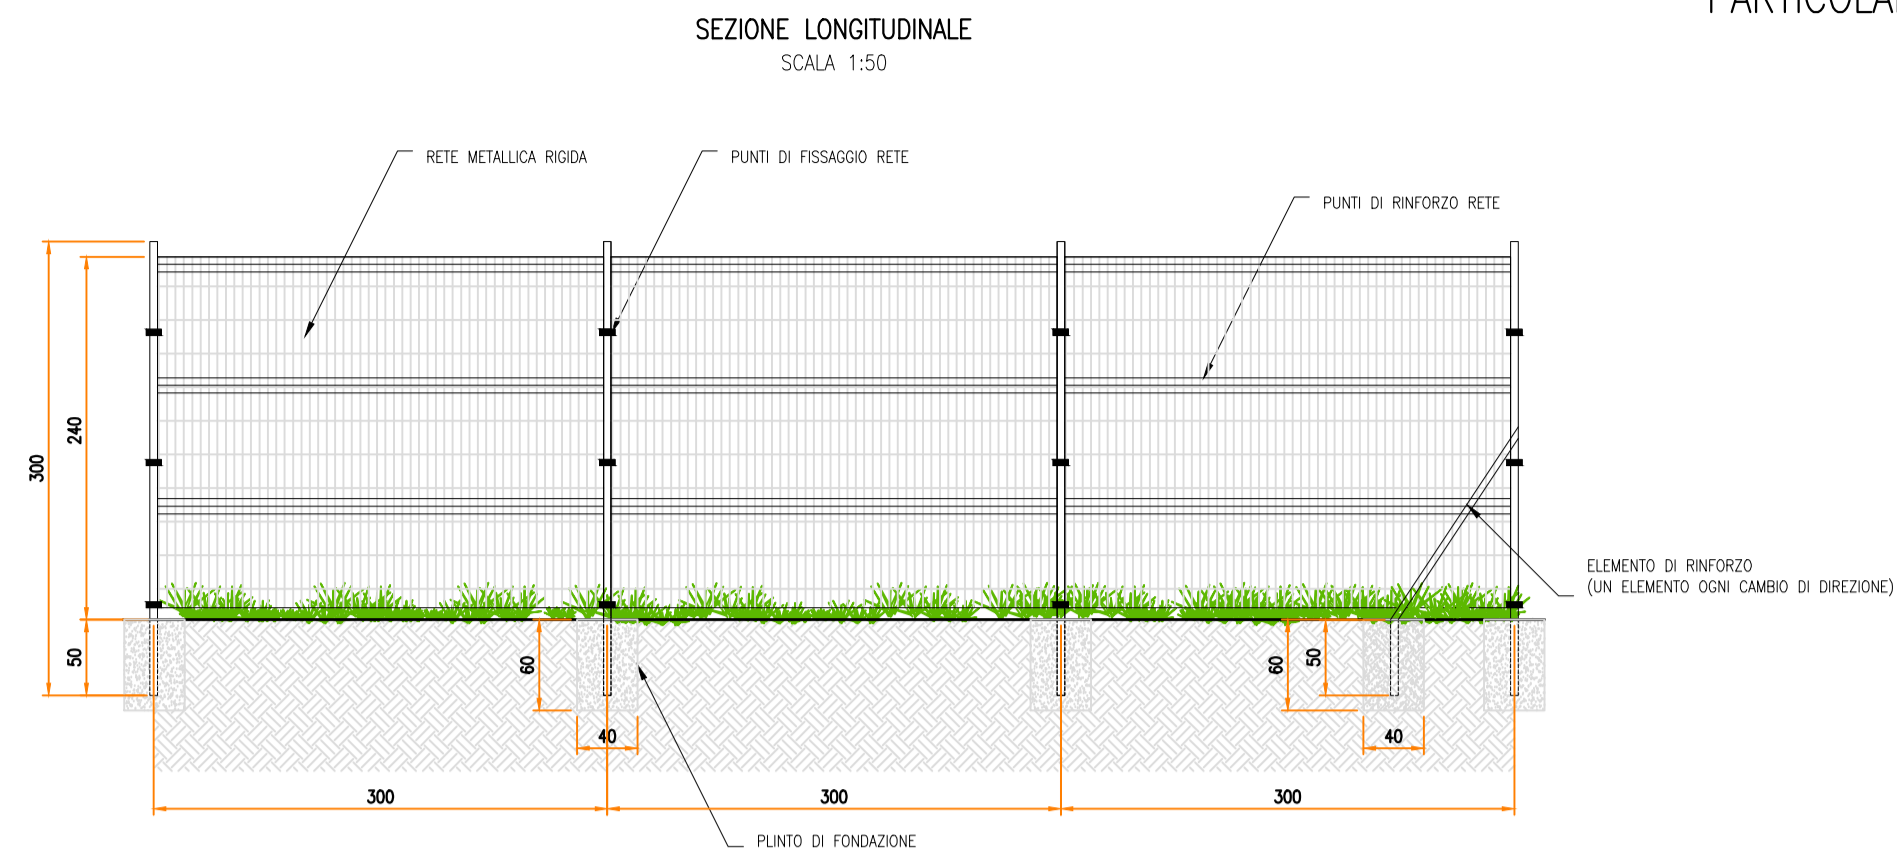 SEZIONE LONGITUDINALE
SCALA 1:50
RETE METALLICA RIGIDA
PUNTI DI FISSAGGIO RETE
PUNTI DI RINFORZO RETE
300
240
50
60
40
60
50
40
300
300
300
ELEMENTO DI RINFORZO
(UN ELEMENTO OGNI CAMBIO DI DIREZIONE)
PLINTO DI FONDAZIONE